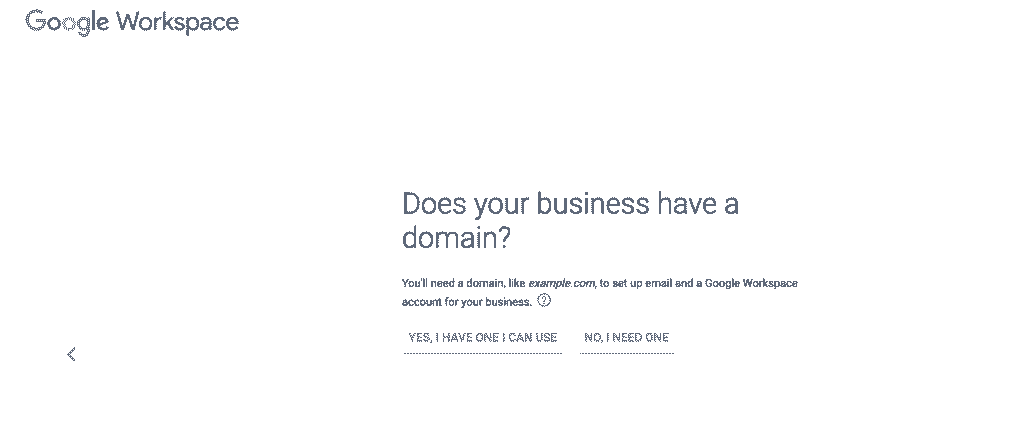 Google Workspace
Does your business have a
domain?
You'll need a domain, like example.com, to set up email and a Google Workspace
account for your business.
YES, I HAVE ONE I CAN USE NO, I NEED ONE